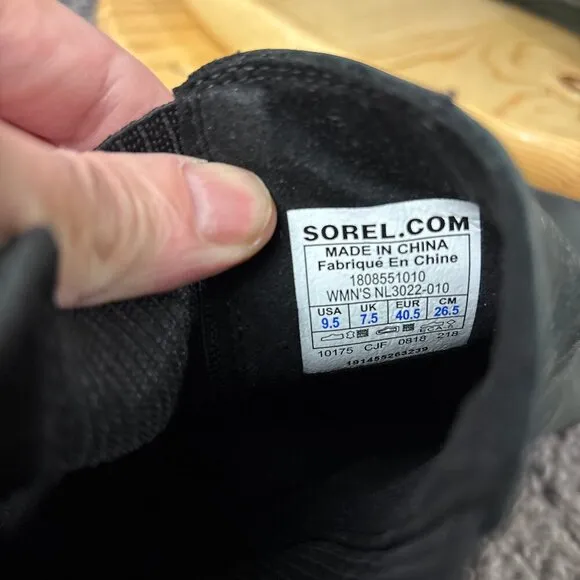 SOREL.COM
MADE IN CHINA
Fabriqué En Chine
1808551010
WMN'S NL3022-010
USA UK EUR CM
9.5 7.5 40.5 26.5
10175 CJF 0818 218
191455263239